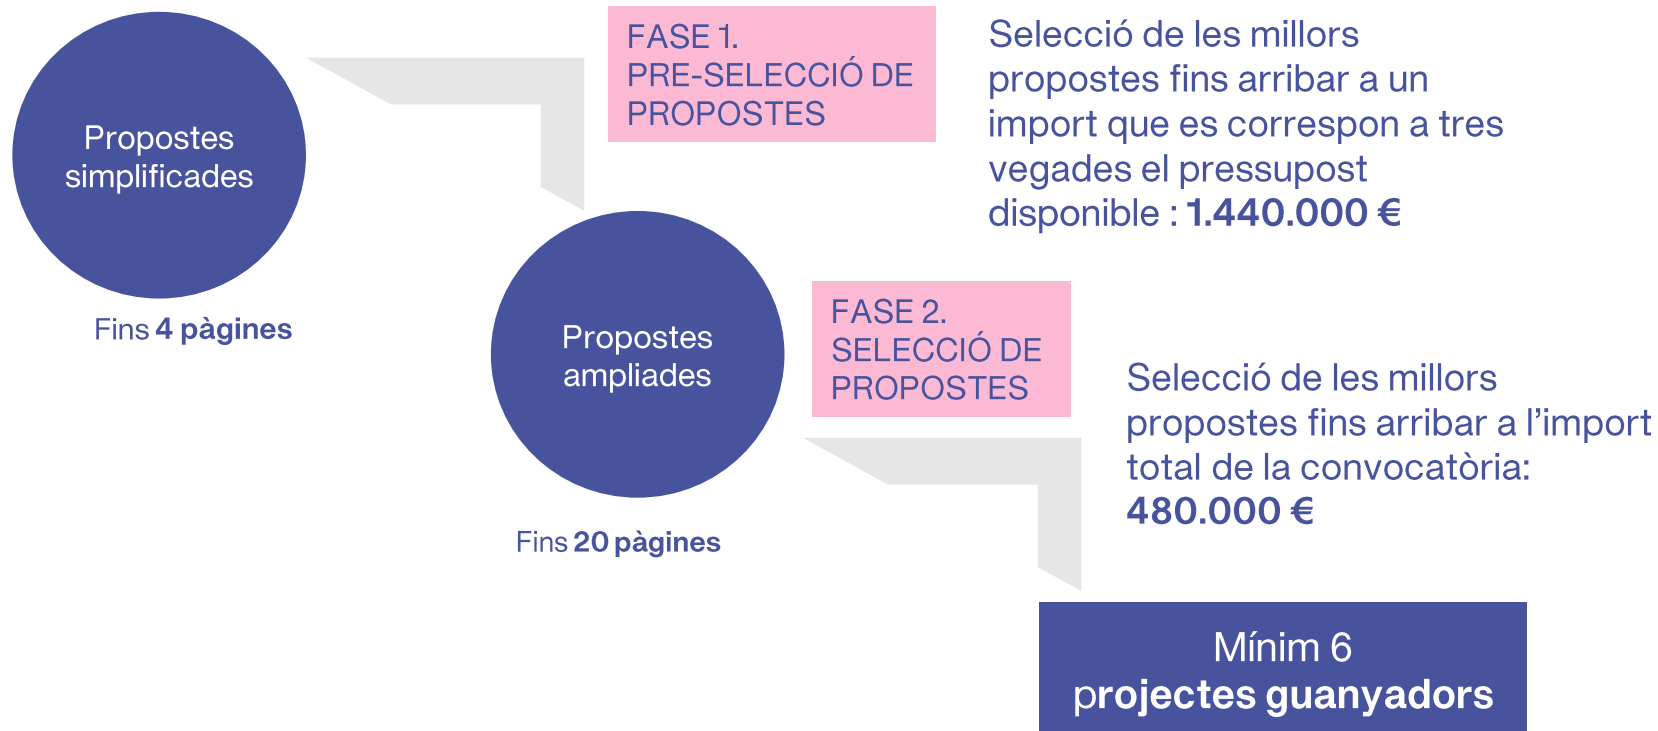 Propostes
simplificades
Fins 4 pàgines
FASE 1.
PRE-SELECCIÓ DE
PROPOSTES
Selecció de les millors
propostes fins arribar a un
import que es correspon a tres
vegades el pressupost
disponible : 1.440.000 €
Propostes
ampliades
Fins 20 pàgines
FASE 2.
SELECCIÓ DE
PROPOSTES
Selecció de les millors
propostes fins arribar a l’import
total de la convocatòria:
480.000 €
Mínim 6
projectes guanyadors